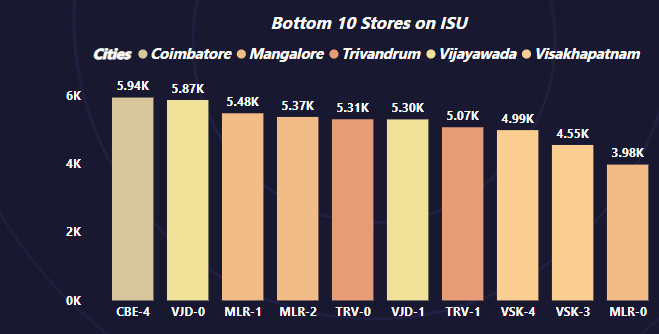 Bottom 10 Stores on ISU
Cities Coimbatore Mangalore Trivandrum Vijayawada Visakhapatnam
6K
4K
2K
0K
5.94K 5.87K 5.48K 5.37K 5.31K 5.30K 5.07K 4.99K 4.55K 3.98K
CBE-4 VJD-0 MLR-1 MLR-2 TRV-0 VJD-1 TRV-1 VSK-4 VSK-3 MLR-0